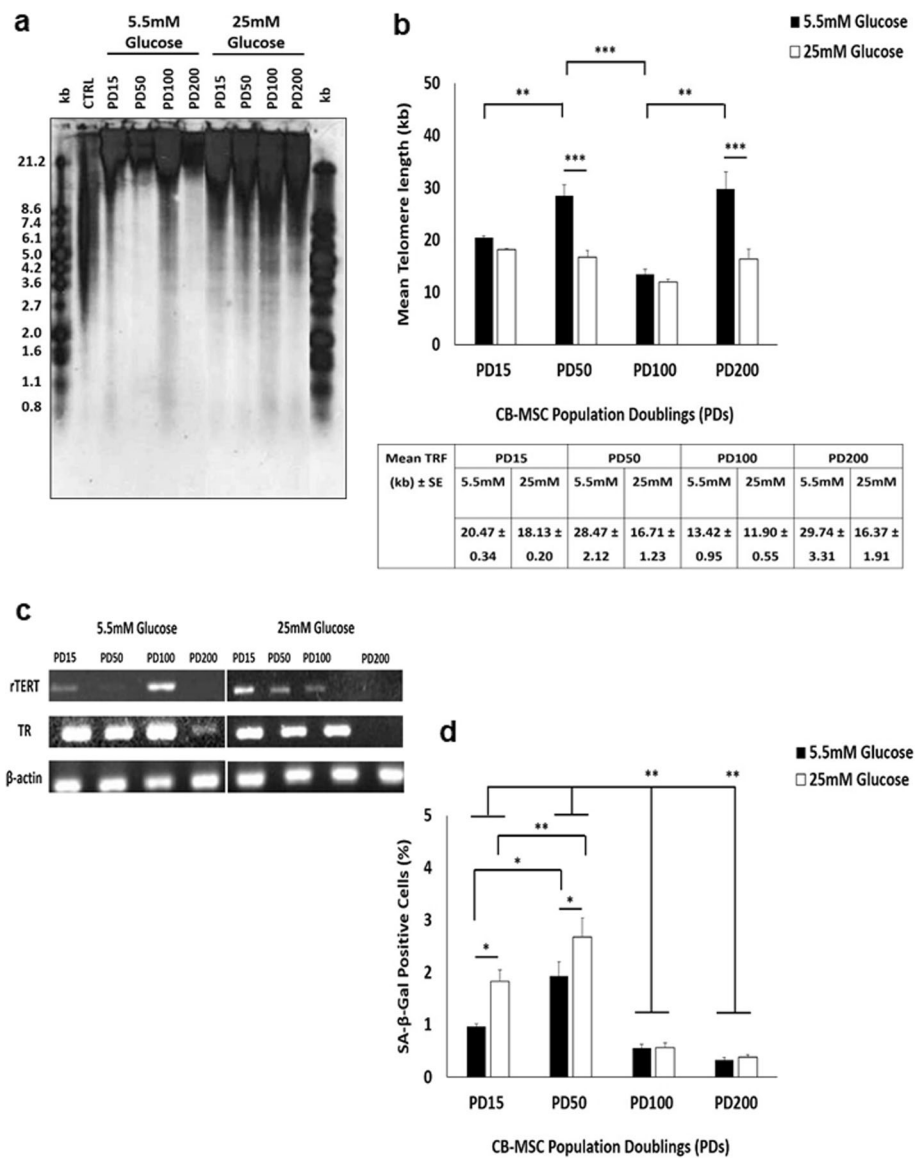 a
5.5mM
Glucose
25mM
Glucose
kb
CTRL
PD15
PD50
PD100
PD200
PD15
PD50
PD100
PD200
kb
21.2
8.6
7.4
6.1
5.0
4.2
3.6
2.7
2.0
1.6
1.1
0.8
b
5.5mM Glucose
25mM Glucose
***
**
**
***
***
Mean Telomere length (kb)
50
40
30
20
10
0
PD15 PD50 PD100 PD200
CB-MSC Population Doublings (PDs)
Mean TRF PD15 PD50 PD100 PD200
(kb) ± SE 5.5mM 25mM 5.5mM 25mM 5.5mM 25mM 5.5mM 25mM
20.47 ± 18.13 ± 28.47 ± 16.71 ± 13.42 ± 11.90 ± 29.74 ± 16.37 ±
0.34 0.20 2.12 1.23 0.95 0.55 3.31 1.91
c
5.5mM Glucose 25mM Glucose
PD15 PD50 PD100 PD200 PD15 PD50 PD100 PD200
rTERT
TR
β-actin
d
5.5mM Glucose
25mM Glucose
** **
**
*
*
*
SA-β-Gal Positive Cells (%)
5
4
3
2
1
0
PD15 PD50 PD100 PD200
CB-MSC Population Doublings (PDs)